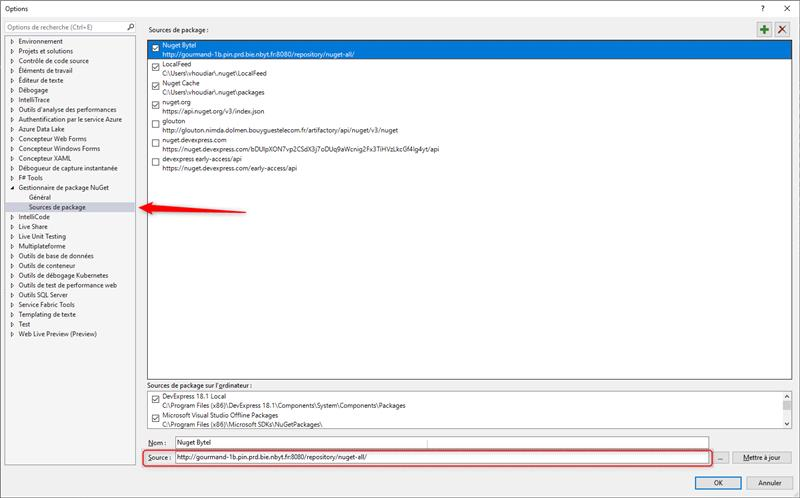 Options
Options de recherche (Ctrl+E)
Environnement
Projets et solutions
Contrôle de code source
Éléments de travail
Éditeur de texte
Débogage
IntelliTrace
Outils d'analyse des performances
Authentification par le service Azure
Azure Data Lake
Concepteur Web Forms
Concepteur Windows Forms
Concepteur XAML
Débogueur de capture instantanée
F# Tools
Gestionnaire de package NuGet
Général
Sources de package
IntelliCode
Live Share
Live Unit Testing
Multiplateforme
Outils de base de données
Outils de conteneur
Outils de débogage Kubernetes
Outils de test de performance web
Outils SQL Server
Service Fabric Tools
Templating de texte
Test
Web Live Preview (Preview)
Sources de package :
Nuget Bytel
http://gourmand-1b.pin.prd.bie.nbyt.fr:8080/repository/nuget-all/
LocalFeed
C:\Users\vhoudiar\.nuget\LocalFeed
Nuget Cache
C:\Users\vhoudiar\.nuget\packages
nuget.org
https://api.nuget.org/v3/index.json
glouton
http://glouton.nimda.dolmen.bouyguestelecom.fr/artifactory/api/nuget/v3/nuget
nuget.devexpress.com
devexpress early-access/api
https://nuget.devexpress.com/early-access/api
Sources de package sur l'ordinateur :
DevExpress 18.1 Local
C:\Program Files (x86)\DevExpress 18.1\Components\System\Components\Packages
Microsoft Visual Studio Offline Packages
C:\Program Files (x86)\Microsoft SDKs\NuGetPackages\
Nom :
Nuget Bytel
Source :
http://gourmand-1b.pin.prd.bie.nbyt.fr:8080/repository/nuget-all/
...
Mettre à jour
OK
Annuler